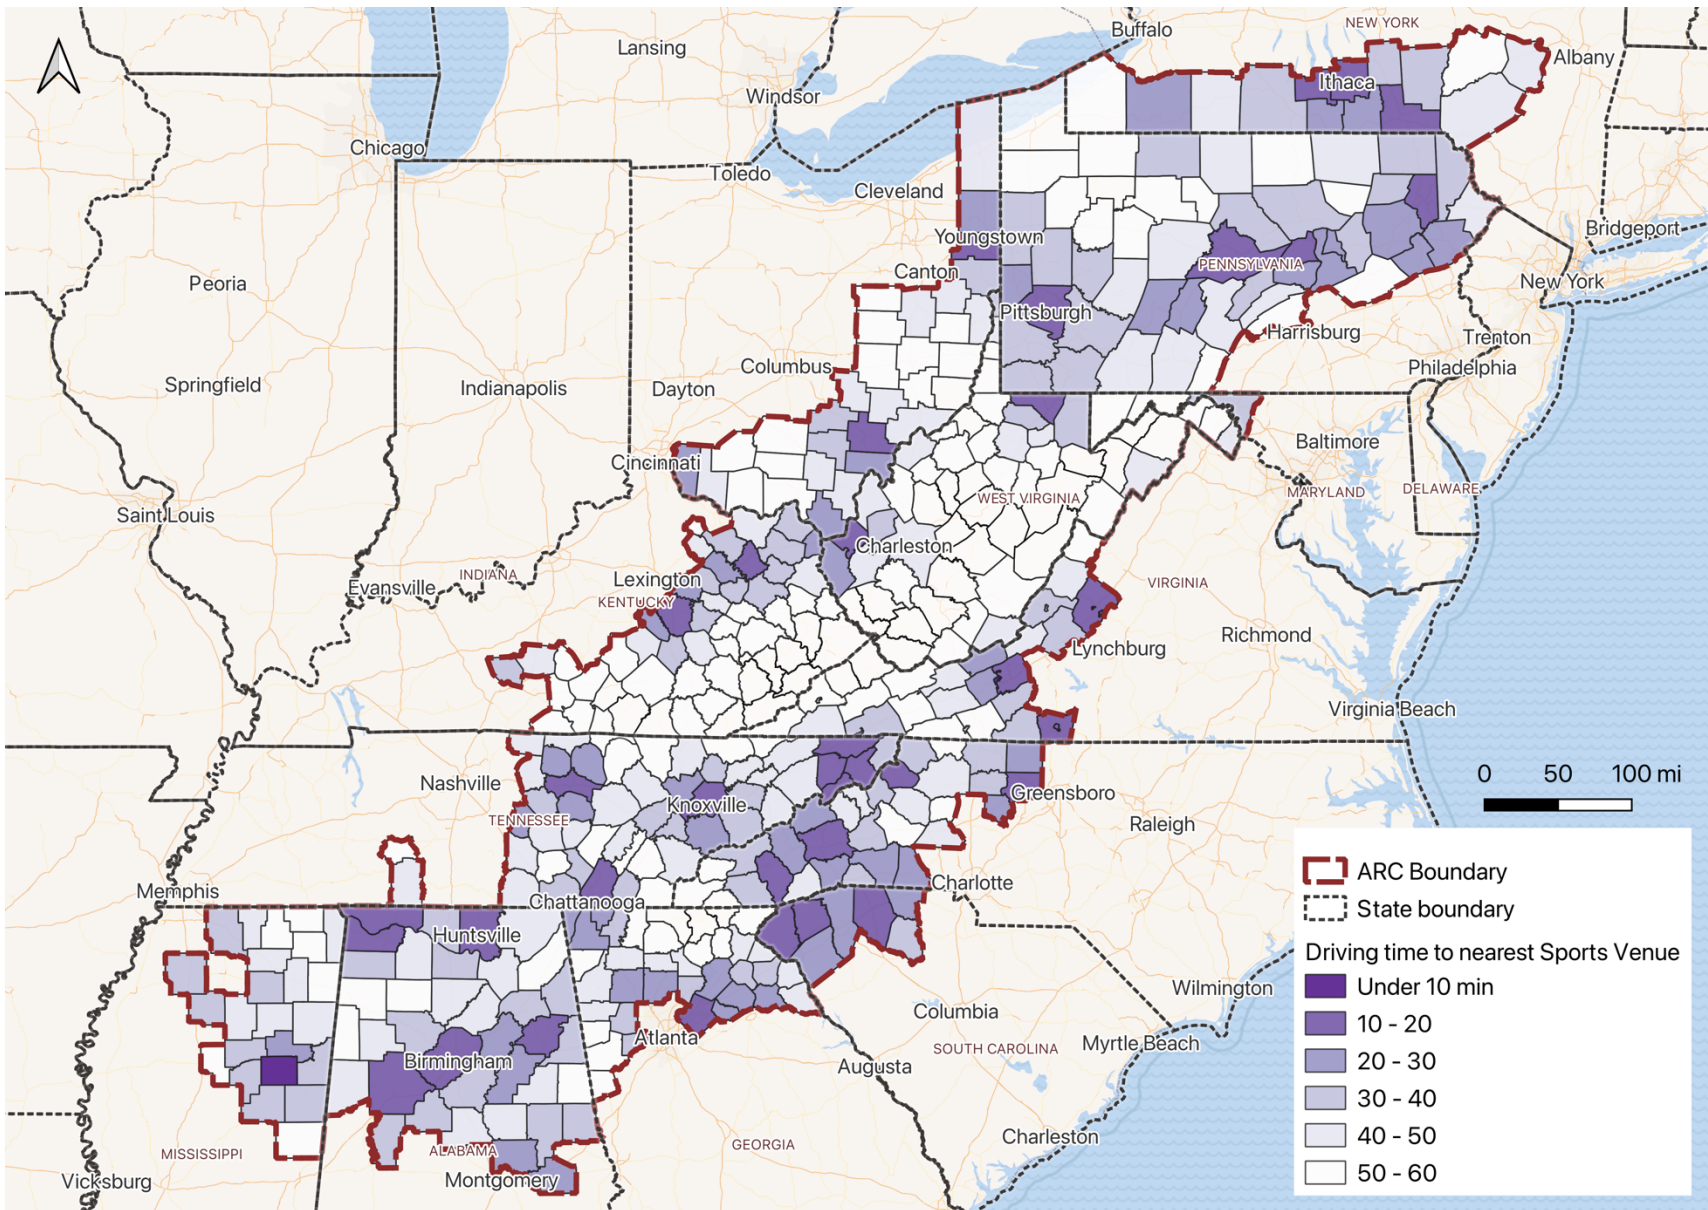 Buffalo
NEW YORK
Albany
Lansing
Windsor
Ithaca
Chicago
Toledo
Cleveland
Bridgeport
Youngstown
PENNSYLVANIA
Canton
New York
Peoria
Pittsburgh
Harrisburg
Trenton
Columbus
Philadelphia
Springfield
Indianapolis
Dayton
Baltimore
Cincinnati
WEST VIRGINIA
MARYLAND
DELAWARE
Saint Louis
Charleston
INDIANA
Lexington
VIRGINIA
Evansville
KENTUCKY
Richmond
Lynchburg
Virginia Beach
Nashville
Knoxville
Greensboro
TENNESSEE
Raleigh
Memphis
Charlotte
Chattanooga
Huntsville
Wilmington
Columbia
Atlanta
Myrtle Beach
SOUTH CAROLINA
Birmingham
Augusta
Charleston
GEORGIA
MISSISSIPPI
ALABAMA
Vicksburg
Montgomery
0 50 100 mi
ARC Boundary
State boundary
Driving time to nearest Sports Venue
Under 10 min
10 - 20
20 - 30
30 - 40
40 - 50
50 - 60